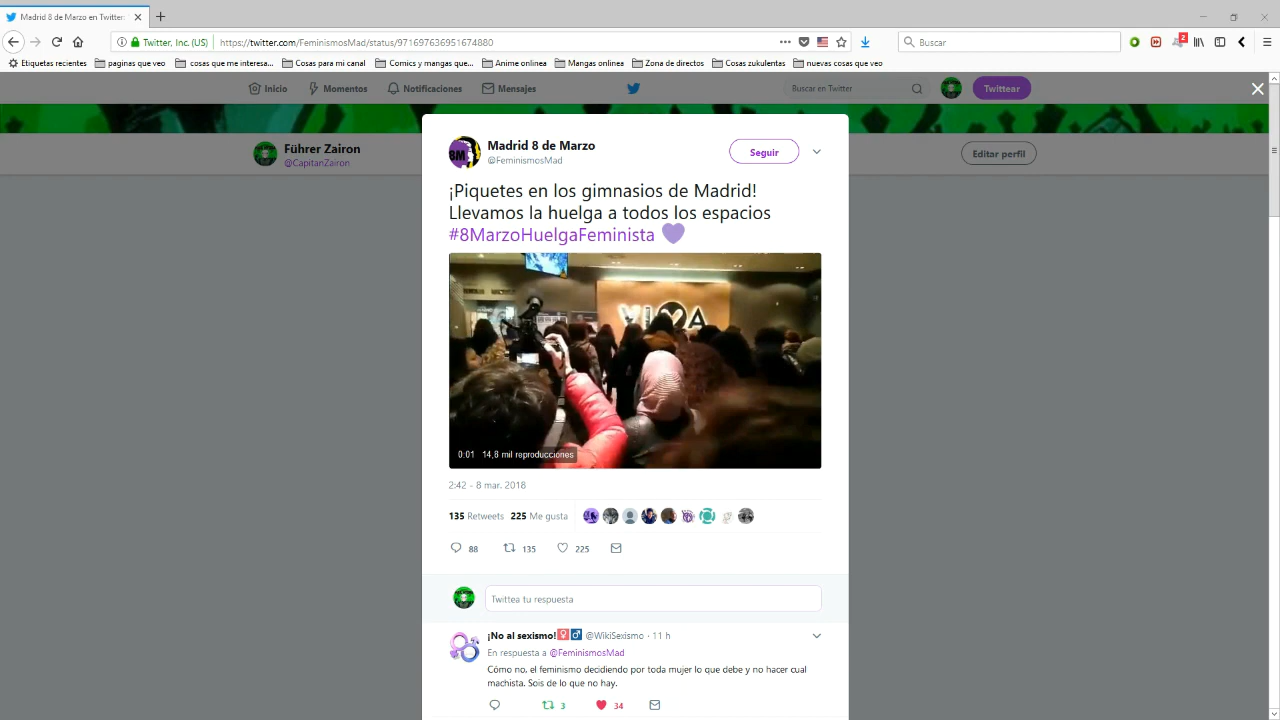 Madrid 8 de Marzo en Twitter:
Twitter, Inc. (US)
https://twitter.com/FeminismosMad/status/971697636951674880
Buscar
2
Etiquetas recientes
paginas que veo
cosas que me interesa...
Cosas para mi canal
Comics y mangas que...
Anime onlinea
Mangas onlinea
Zona de directos
Cosas zukulentas
nuevas cosas que veo
Inicio
Momentos
Notificaciones
Mensajes
Buscar en Twitter
Twittear
Führer Zairon
@CapitanZairon
Editar perfil
8M
Madrid 8 de Marzo
@FeminismosMad
Seguir
¡Piquetes en los gimnasios de Madrid!
Llevamos la huelga a todos los espacios
#8MarzoHuelgaFeminista 💜
0:01 14,8 mil reproducciones
2:42 - 8 mar. 2018
135 Retweets 225 Me gusta
88 135 225
Twittea tu respuesta
¡No al sexismo!🚺🚹 @WikiSexismo · 11 h
En respuesta a @FeminismosMad
Cómo no, el feminismo decidiendo por toda mujer lo que debe y no hacer cual
machista. Sois de lo que no hay.
3 34